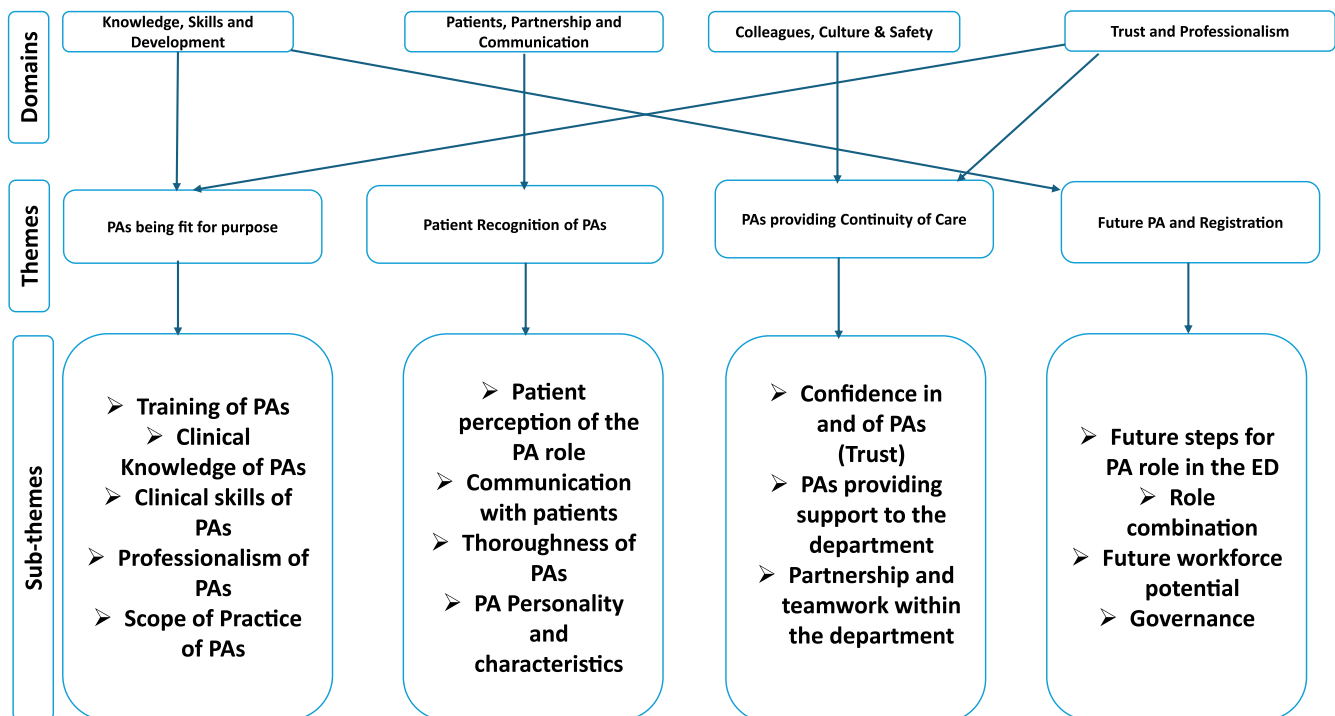 Domains
Knowledge, Skills and
Development
Patients, Partnership and
Communication
Colleagues, Culture & Safety
Trust and Professionalism
Themes
PAs being fit for purpose
Patient Recognition of PAs
PAs providing Continuity of Care
Future PA and Registration
Sub-themes
➢ Training of PAs
➢ Clinical
Knowledge of PAs
➢ Clinical skills of
PAs
➢ Professionalism of
PAs
➢ Scope of Practice
of PAs
➢ Patient
perception of the
PA role
➢ Communication
with patients
➢ Thoroughness of
PAs
➢ PA Personality
and
characteristics
➢ Confidence in
and of PAs
(Trust)
➢ PAs providing
support to the
department
➢ Partnership and
teamwork within
the department
➢ Future steps for
PA role in the ED
➢ Role
combination
➢ Future workforce
potential
➢ Governance